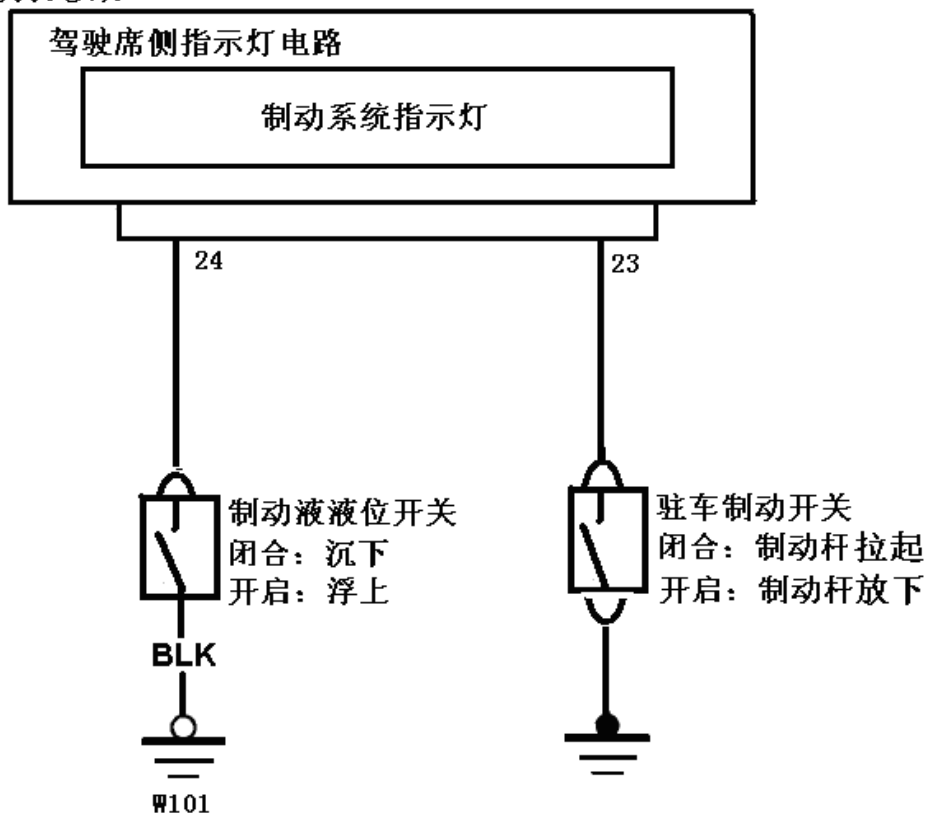 驾驶席侧指示灯电路
制动系统指示灯
24
23
制动液液位开关
闭合：沉下
开启：浮上
驻车制动开关
闭合：制动杆拉起
开启：制动杆放下
BLK
W101